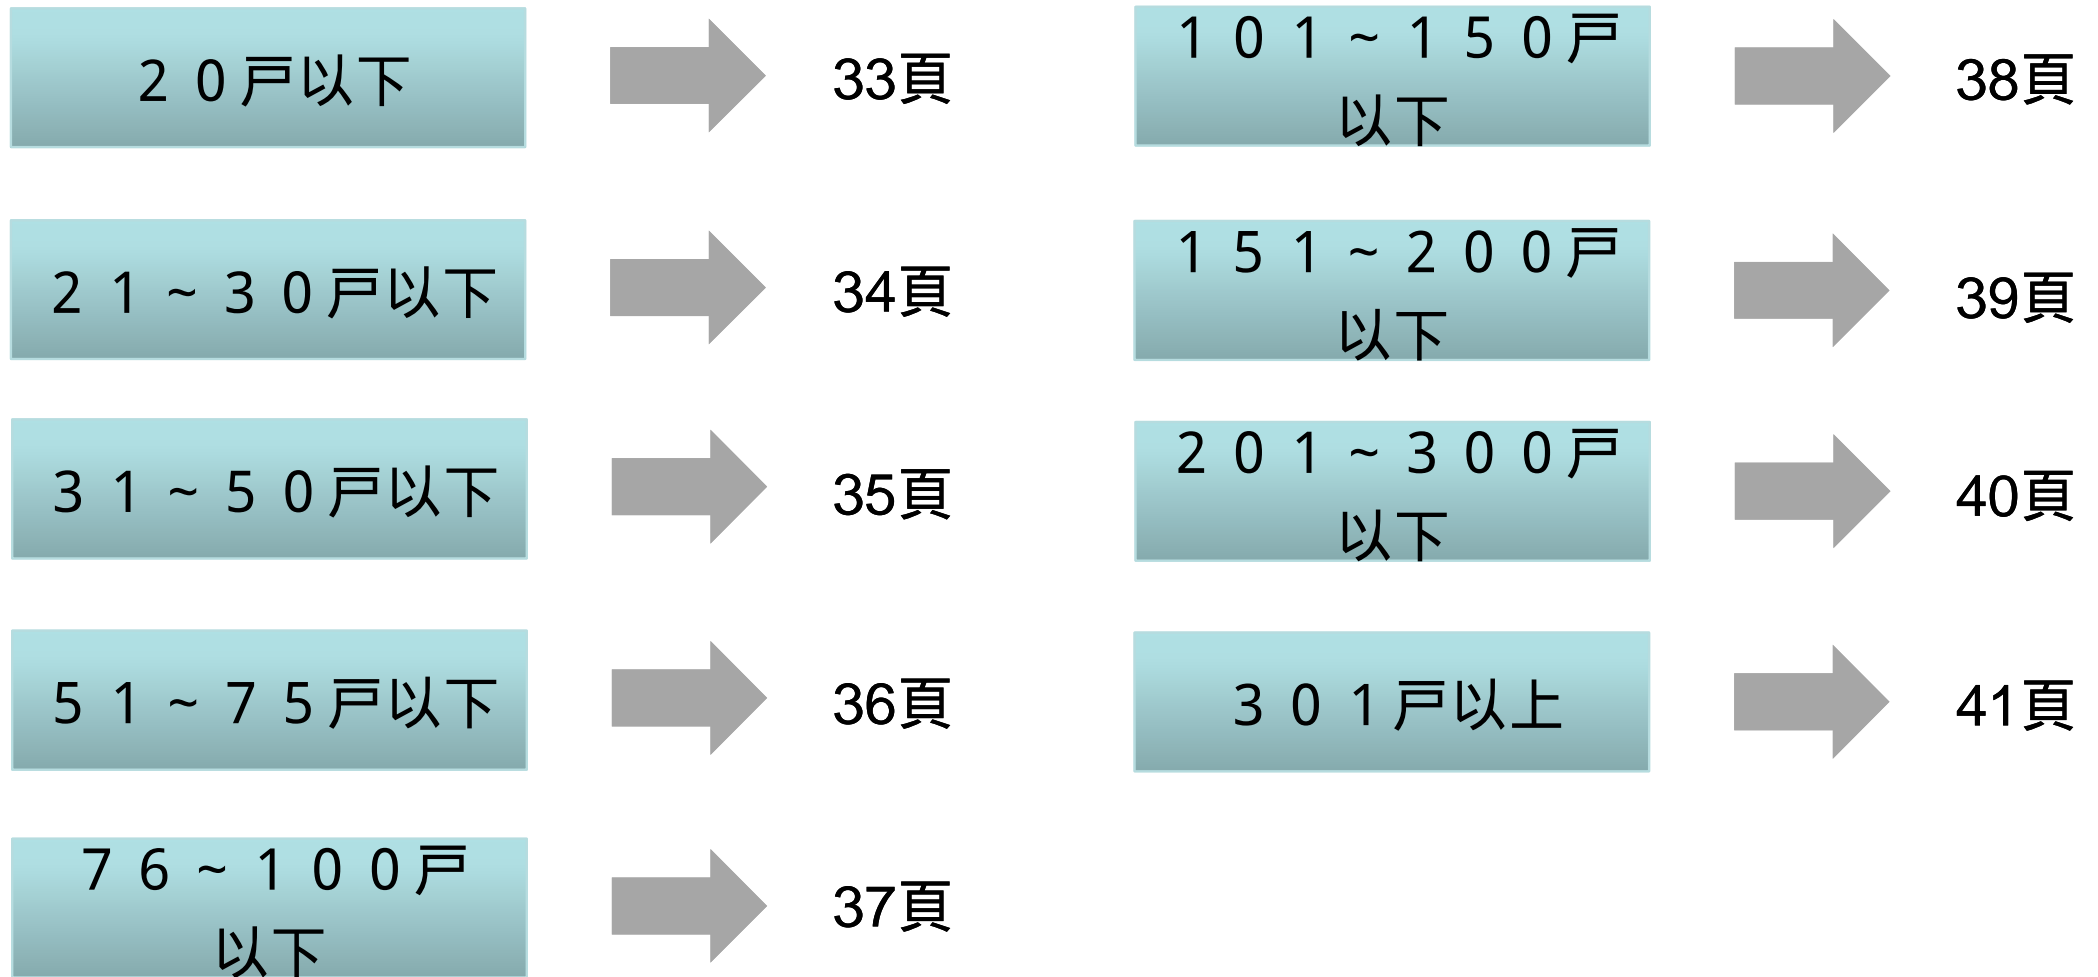 ２０戸以下
33頁
２１～３０戸以下
34頁
３１～５０戸以下
35頁
５１～７５戸以下
36頁
７６～１００戸
以下
37頁
１０１～１５０戸
以下
38頁
１５１～２００戸
以下
39頁
２０１～３００戸
以下
40頁
３０１戸以上
41頁